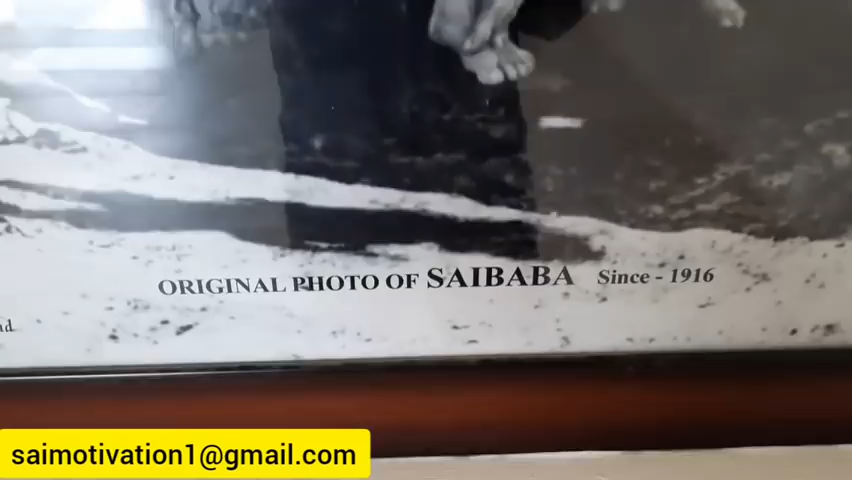 ORIGINAL PHOTO OF SAIBABA Since - 1916
saimotivation1@gmail.com